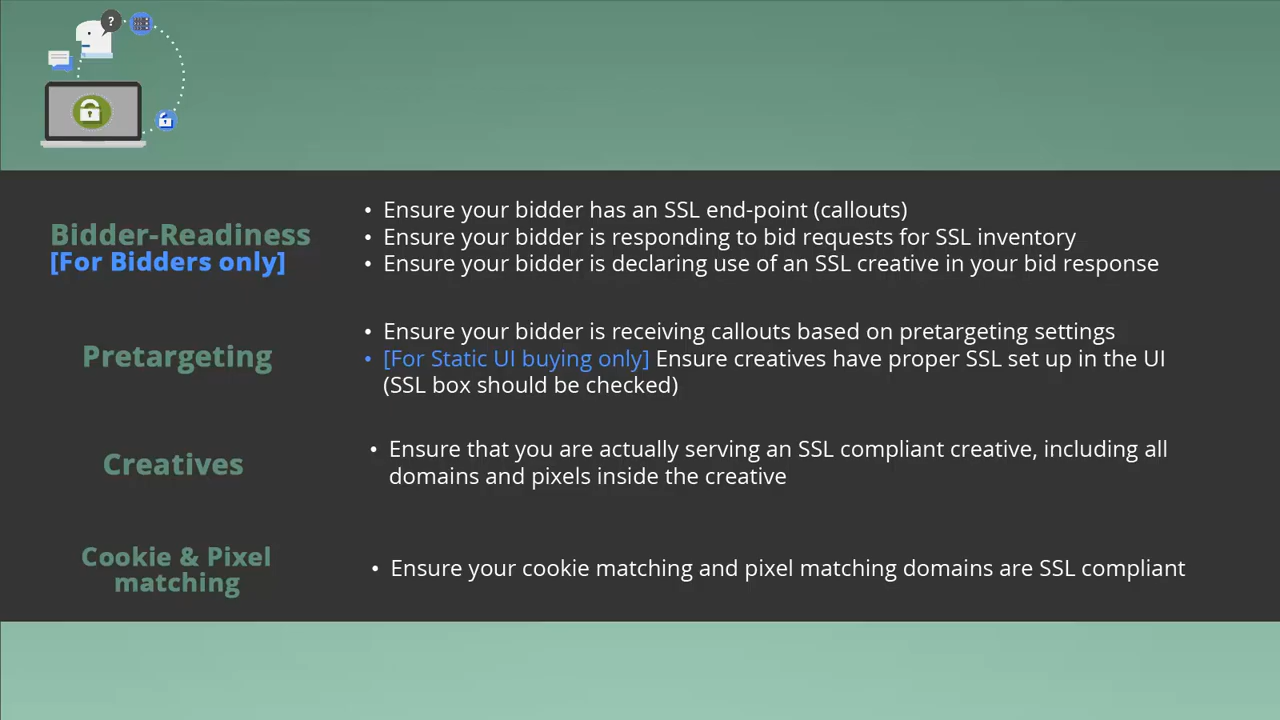 ?
Bidder-Readiness
[For Bidders only]
• Ensure your bidder has an SSL end-point (callouts)
• Ensure your bidder is responding to bid requests for SSL inventory
• Ensure your bidder is declaring use of an SSL creative in your bid response
Pretargeting
• Ensure your bidder is receiving callouts based on pretargeting settings
• [For Static UI buying only] Ensure creatives have proper SSL set up in the UI
(SSL box should be checked)
Creatives
• Ensure that you are actually serving an SSL compliant creative, including all
domains and pixels inside the creative
Cookie & Pixel
matching
• Ensure your cookie matching and pixel matching domains are SSL compliant